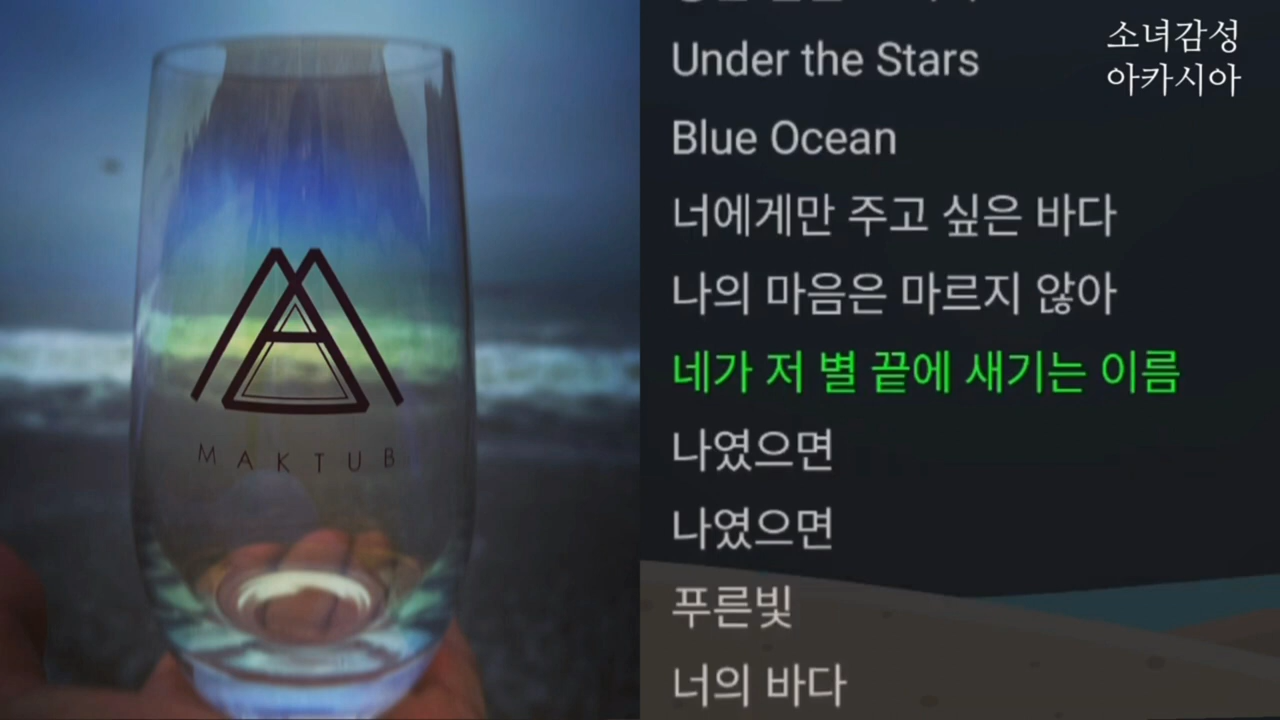 MAKTUB
소녀감성
아카시아
Under the Stars
Blue Ocean
너에게만 주고 싶은 바다
나의 마음은 마르지 않아
네가 저 별 끝에 새기는 이름
나였으면
나였으면
푸른빛
너의 바다